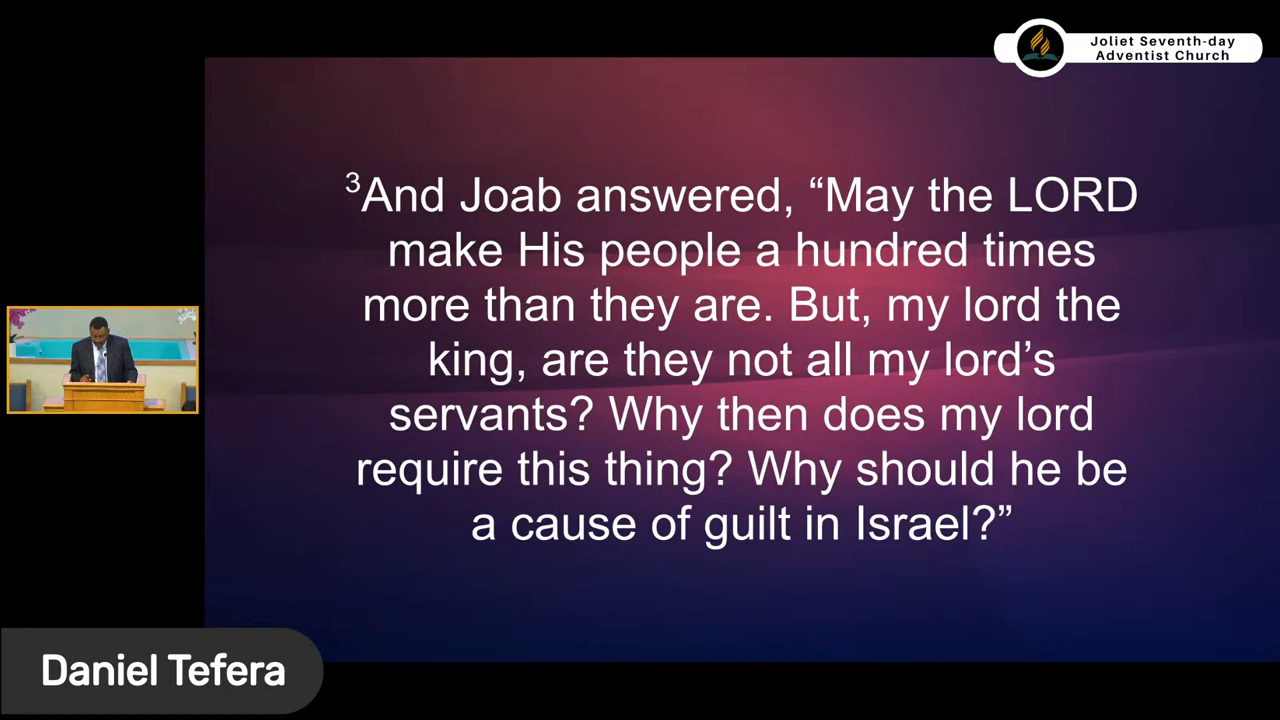 Joliet Seventh-day
Adventist Church
3And Joab answered, “May the LORD
make His people a hundred times
more than they are. But, my lord the
king, are they not all my lord’s
servants? Why then does my lord
require this thing? Why should he be
a cause of guilt in Israel?”
Daniel Tefera